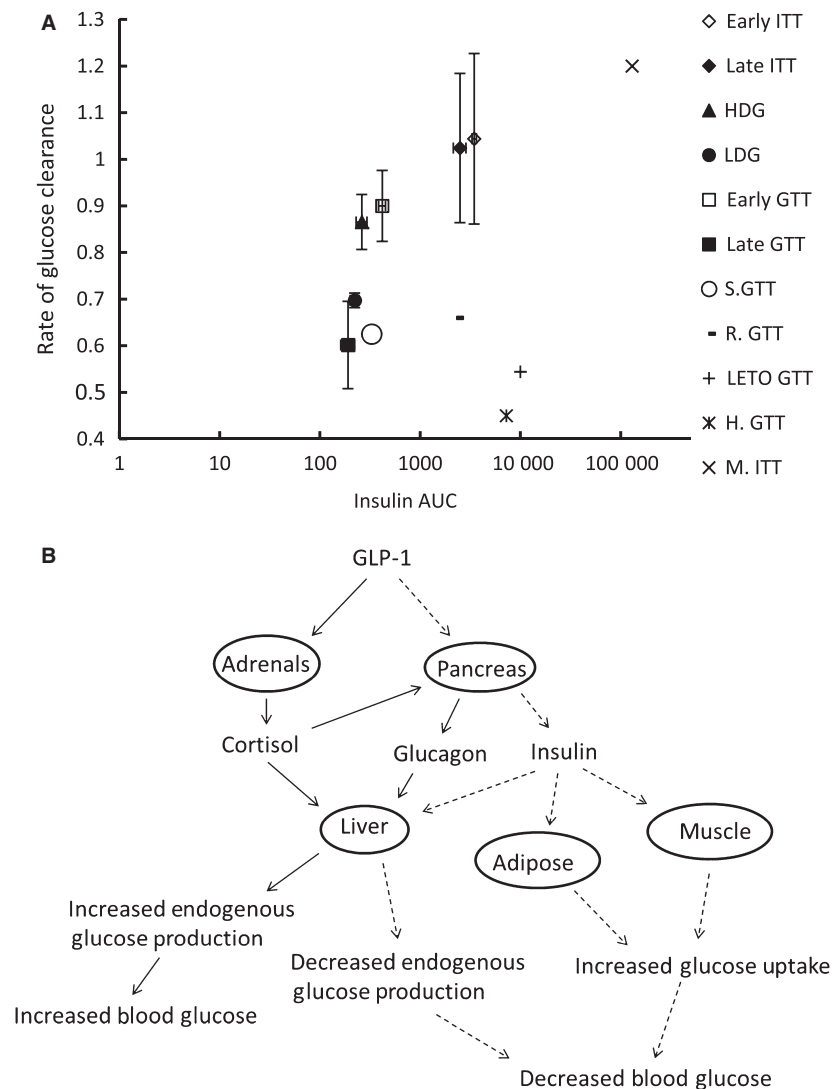 A
1.3
1.2
1.1
1
0.9
0.8
0.7
0.6
0.5
0.4
Rate of glucose clearance
1
10
100
1000
10 000
100 000
Insulin AUC
Early ITT
Late ITT
HDG
LDG
Early GTT
Late GTT
S.GTT
R. GTT
LETO GTT
H. GTT
M. ITT
B
GLP-1
Adrenals
Pancreas
Cortisol
Glucagon
Insulin
Liver
Adipose
Muscle
Increased endogenous
glucose production
Decreased endogenous
glucose production
Increased glucose uptake
Increased blood glucose
Decreased blood glucose